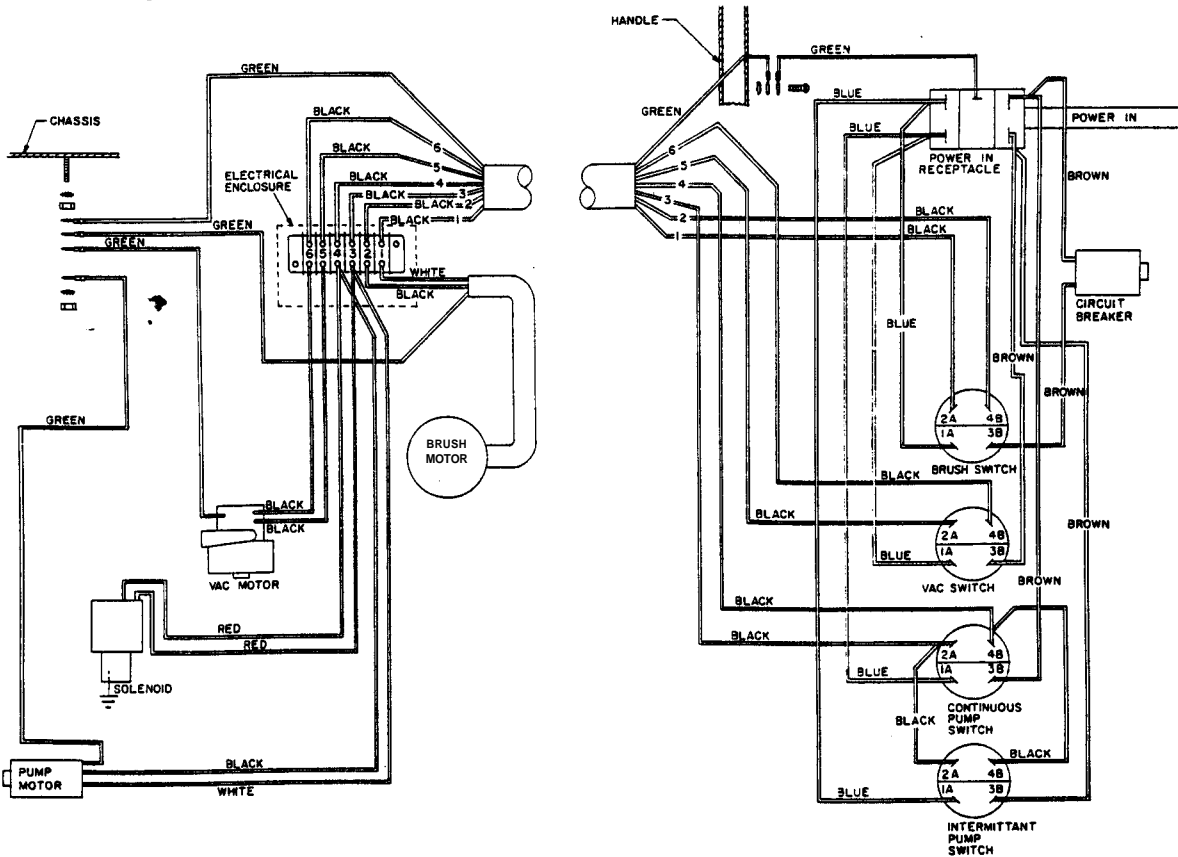 HANDLE
GREEN
GREEN
BLUE
GREEN
BLACK
CHASSIS
POWER IN
BLUE
6
6
POWER IN
RECEPTACLE
5
5
BLACK
ELECTRICAL
ENCLOSURE
BLACK
4
4
BROWN
BLACK
3
3
BLACK
2
2
BLACK
BLACK
1
1
BLACK
GREEN
GREEN
6 5 4 3 2 1
WHITE
BLACK
CIRCUIT
BREAKER
BLUE
BROWN
BROWN
GREEN
2A 4B
1A 3B
BRUSH SWITCH
BRUSH
MOTOR
BLACK
BLACK
BLACK
BROWN
2A 4B
1A 3B
BLUE
VAC SWITCH
VAC MOTOR
BROWN
BLACK
RED
RED
BLACK
2A 4B
1A 3B
BLUE
SOLENOID
CONTINUOUS
PUMP
SWITCH
BLACK
BLACK
BLACK
WHITE
PUMP
MOTOR
2A 4B
1A 3B
BLUE
INTERMITTANT
PUMP
SWITCH